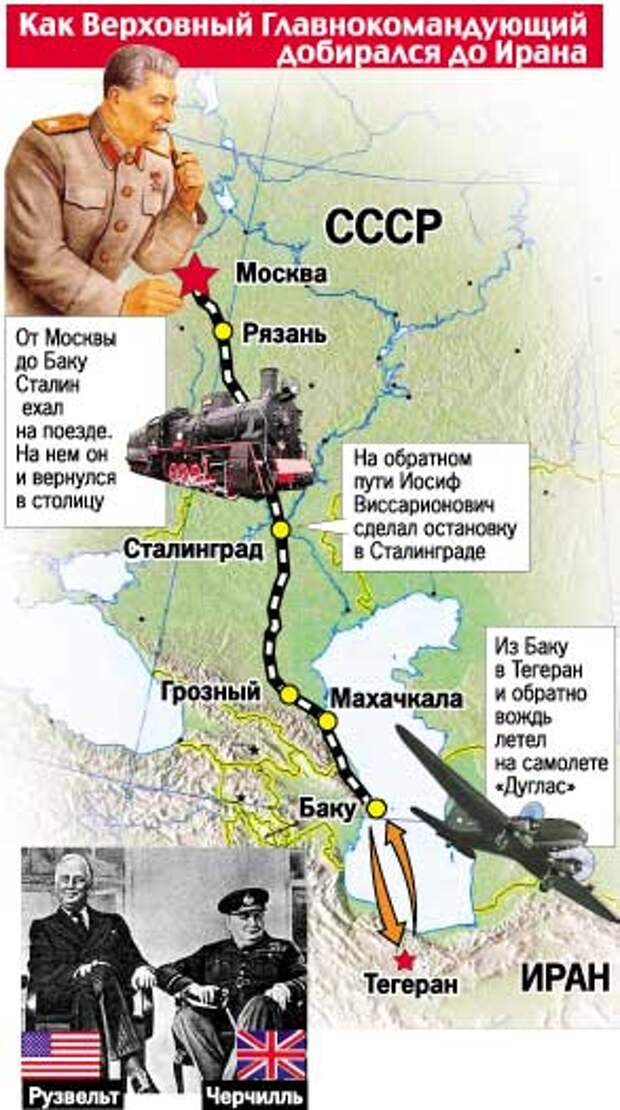 Как Верховный Главнокомандующий
добирался до Ирана
СССР
Москва
Рязань
От Москвы
до Баку
Сталин
ехал
на поезде.
На нем он
и вернулся
в столицу
На обратном
пути Иосиф
Виссарионович
сделал остановку
в Сталинграде
Сталинград
Из Баку
в Тегеран
и обратно
вождь
летел
на самолете
«Дуглас»
Грозный
Махачкала
Баку
Тегеран
ИРАН
Рузвельт
Черчилль